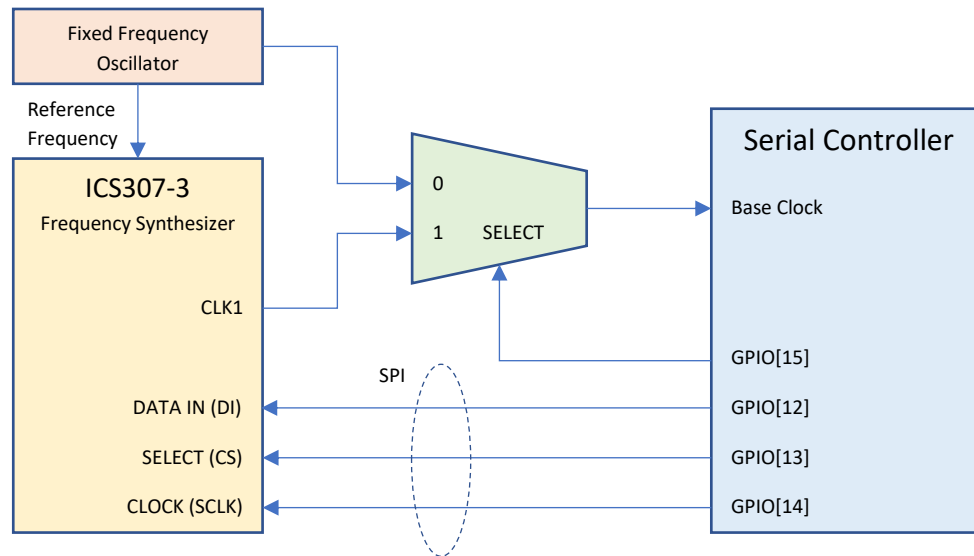 Fixed Frequency
Oscillator
Reference
Frequency
ICS307-3
Frequency Synthesizer
CLK1
DATA IN (DI)
SELECT (CS)
CLOCK (SCLK)
0
1 SELECT
SPI
Serial Controller
Base Clock
GPIO[15]
GPIO[12]
GPIO[13]
GPIO[14]